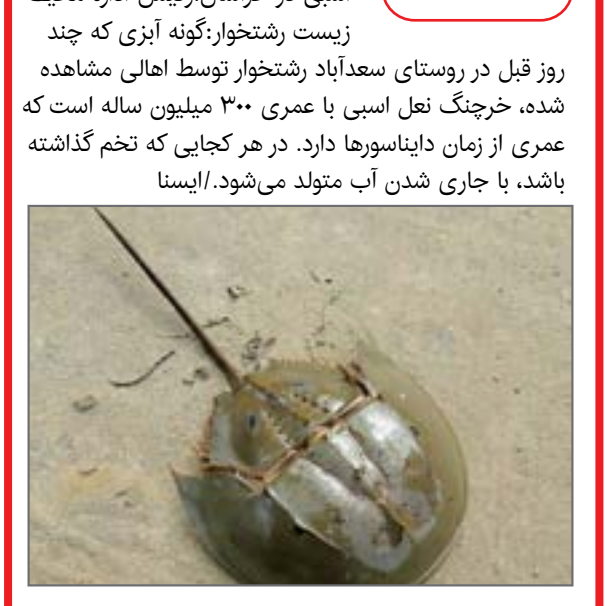 زیست رشتخوار:گونه آبزی که چند
روز قبل در روستای سعدآباد رشتخوار توسط اهالی مشاهده
شده، خرچنگ نعل اسبی با عمری ۳۰۰ میلیون ساله است که
عمری از زمان دایناسورها دارد. در هر کجایی که تخم گذاشته
باشد، با جاری شدن آب متولد می‌شود./ایسنا